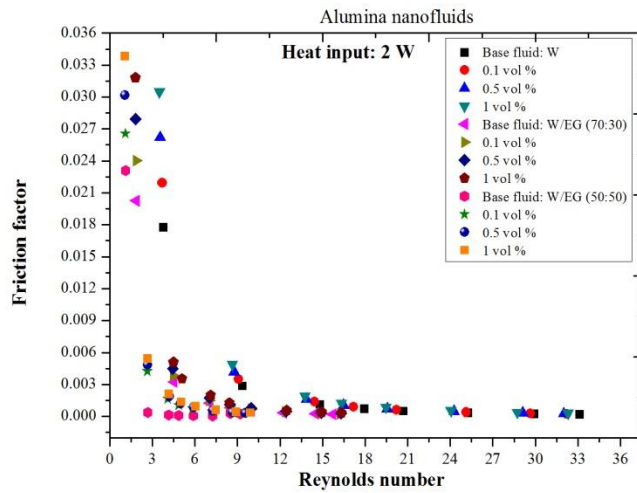 Alumina nanofluids
Heat input: 2 W
Base fluid: W
0.1 vol %
0.5 vol %
1 vol %
Base fluid: W/EG (70:30)
0.1 vol %
0.5 vol %
1 vol %
Base fluid: W/EG (50:50)
0.1 vol %
0.5 vol %
1 vol %
Friction factor
0.036
0.033
0.030
0.027
0.024
0.021
0.018
0.015
0.012
0.009
0.006
0.003
0.000
0 3 6 9 12 15 18 21 24 27 30 33 36
Reynolds number